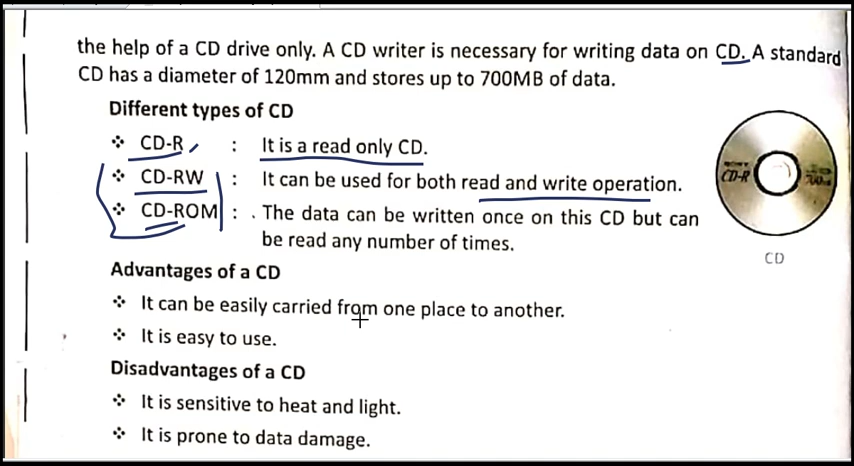 the help of a CD drive only. A CD writer is necessary for writing data on CD. A standard
CD has a diameter of 120mm and stores up to 700MB of data.
Different types of CD
❖ CD-R : It is a read only CD.
❖ CD-RW : It can be used for both read and write operation.
❖ CD-ROM : The data can be written once on this CD but can
be read any number of times.
SONY
CD-R
CD
Advantages of a CD
❖ It can be easily carried from one place to another.
❖ It is easy to use.
Disadvantages of a CD
❖ It is sensitive to heat and light.
❖ It is prone to data damage.